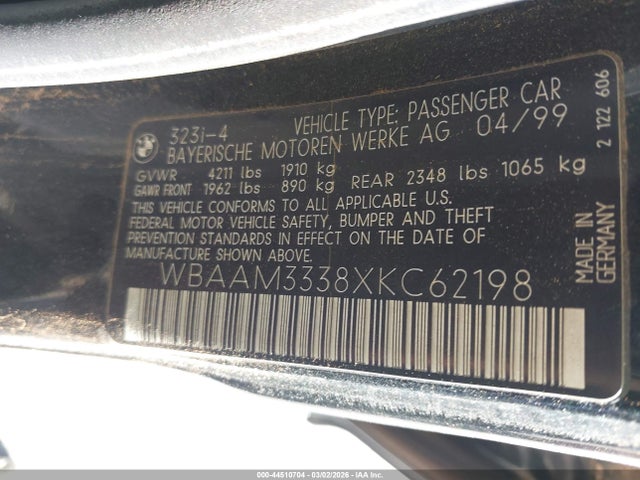 BMW
323i-4 VEHICLE TYPE: PASSENGER CAR
BAYERISCHE MOTOREN WERKE AG 04/99
GVWR 4211 lbs 1910 kg
GAWR FRONT 1962 lbs 890 kg REAR 2348 lbs 1065 kg
THIS VEHICLE CONFORMS TO ALL APPLICABLE U.S.
FEDERAL MOTOR VEHICLE SAFETY, BUMPER AND THEFT
PREVENTION STANDARDS IN EFFECT ON THE DATE OF
MANUFACTURE SHOWN ABOVE.
WBAAM3338XKC62198
MADE IN
GERMANY
2 122 606
000-44510704 - 03/02/2026 - IAAI.COM